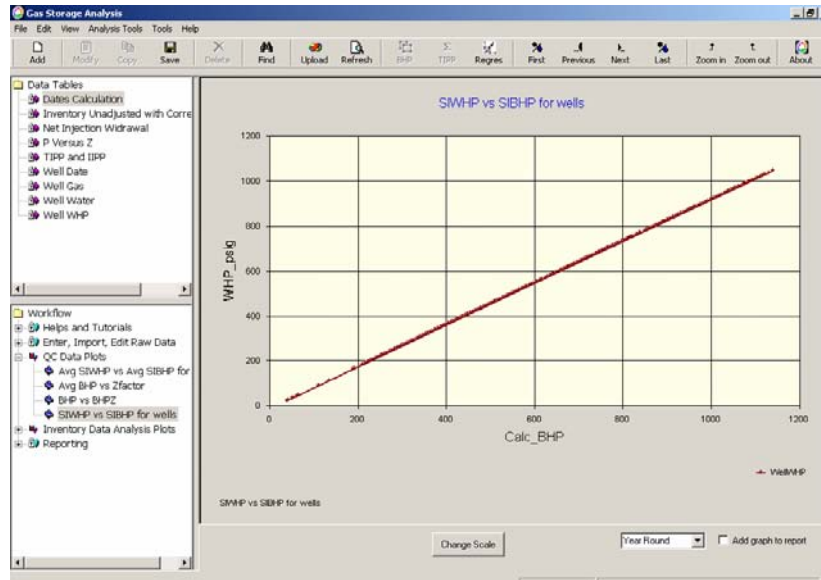 Gas Storage Analysis
File Edit View Analysis Tools Tools Help
Add Modify Copy Save Delete Find Upload Refresh BHP TIPP Regres First Previous Next Last Zoom in Zoom out About
Data Tables
Dates Calculation
Inventory Unadjusted with Corre
Net Injection Widrawal
P Versus Z
TIPP and IIPP
Well Date
Well Gas
Well Water
Well WHP
Workflow
Helps and Tutorials
Enter, Import, Edit Raw Data
QC Data Plots
Avg SIWHP vs Avg SIBHP for
Avg BHP vs Zfactor
BHP vs BHPZ
SIWHP vs SIBHP for wells
Inventory Data Analysis Plots
Reporting
SIWHP vs SIBHP for wells
WHP_psig
1200
1000
800
600
400
200
0
0 200 400 600 800 1000 1200
Calc_BHP
WellWHP
SIWHP vs SIBHP for wells
Change Scale
Year Round
Add graph to report